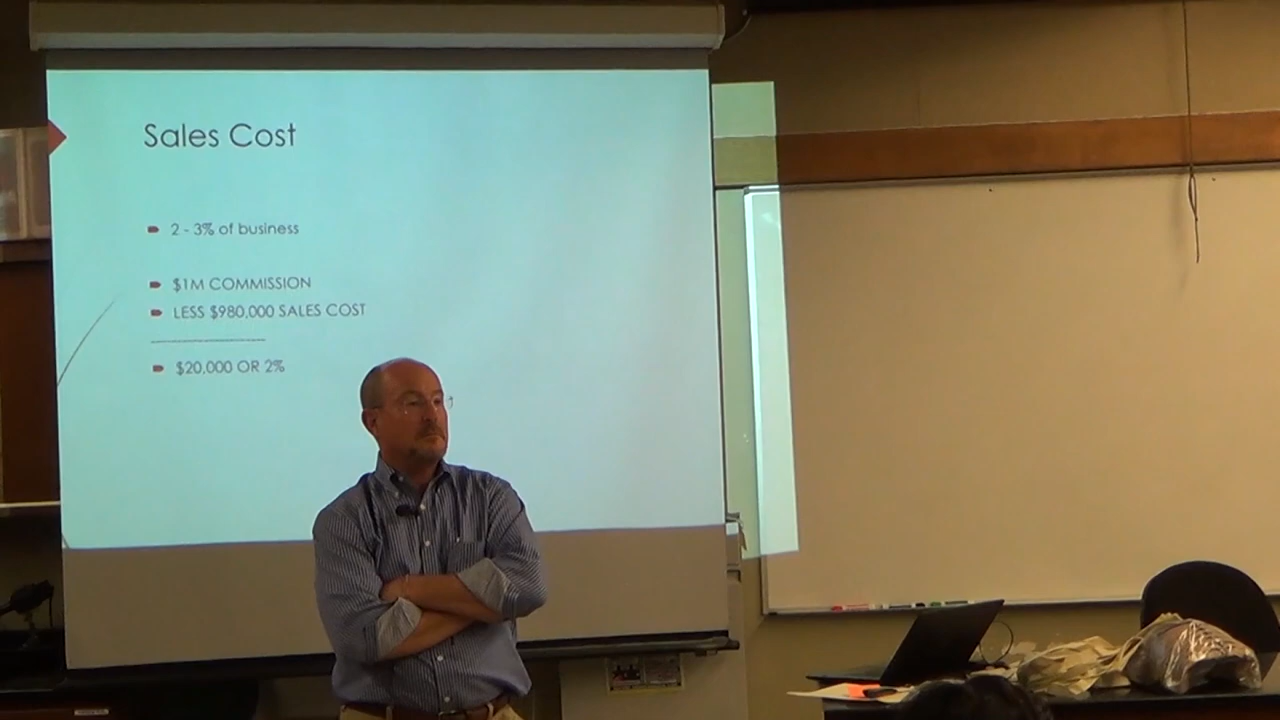 Sales Cost
2 - 3% of business
$1M COMMISSION
LESS $980,000 SALES COST
$20,000 OR 2%